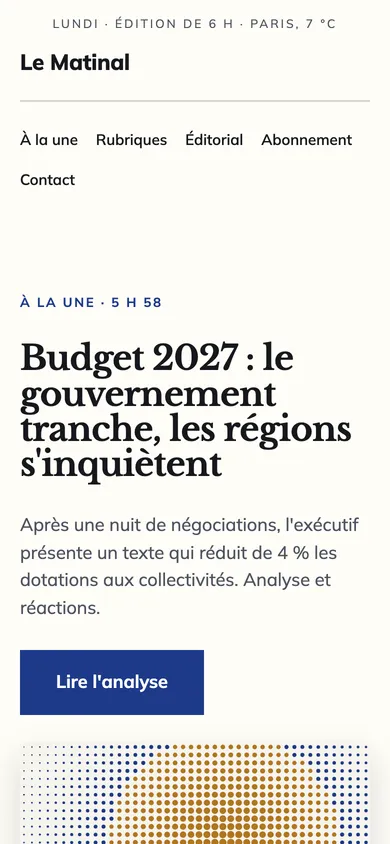 LUNDI · ÉDITION DE 6 H · PARIS, 7 °C
Le Matinal
À la une Rubriques Éditorial Abonnement
Contact
À LA UNE · 5 H 58
Budget 2027 : le
gouvernement
tranche, les régions
s'inquiètent
Après une nuit de négociations, l'exécutif
présente un texte qui réduit de 4 % les
dotations aux collectivités. Analyse et
réactions.
Lire l'analyse